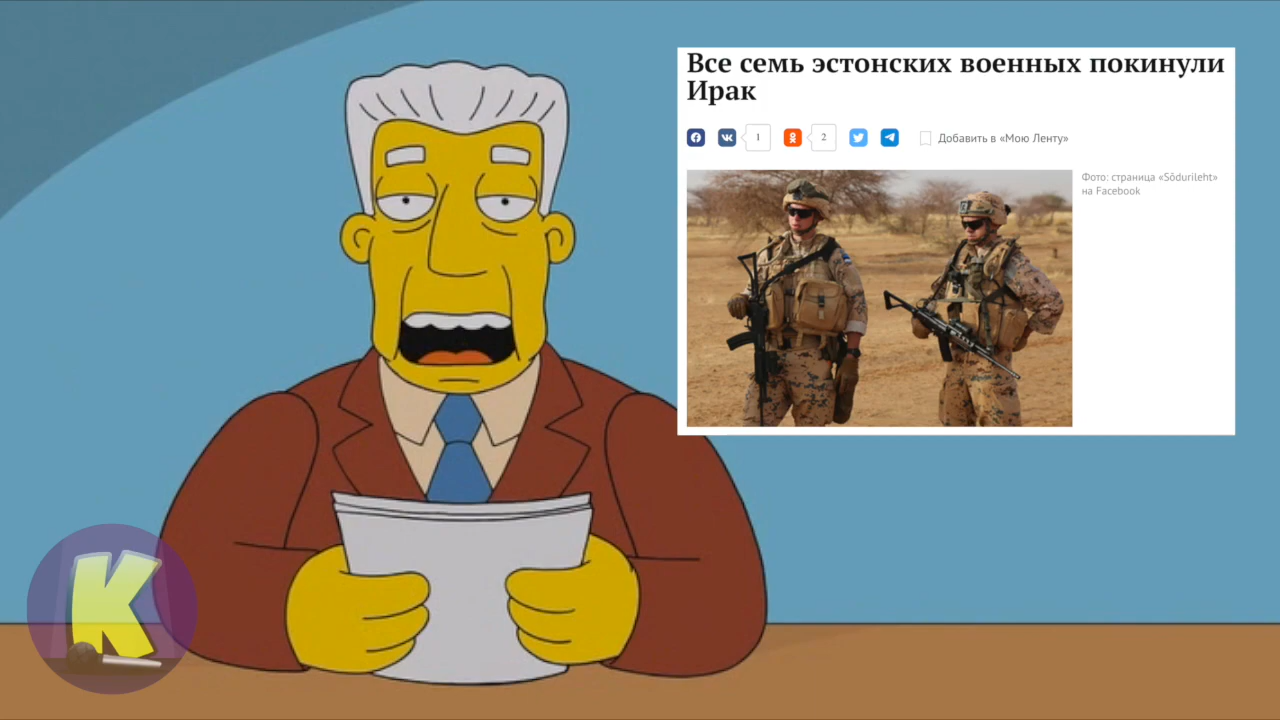 Все семь эстонских военных покинули
Ирак
1
2
Добавить в «Мою Ленту»
Фото: страница «Sõdurileht»
на Facebook
K